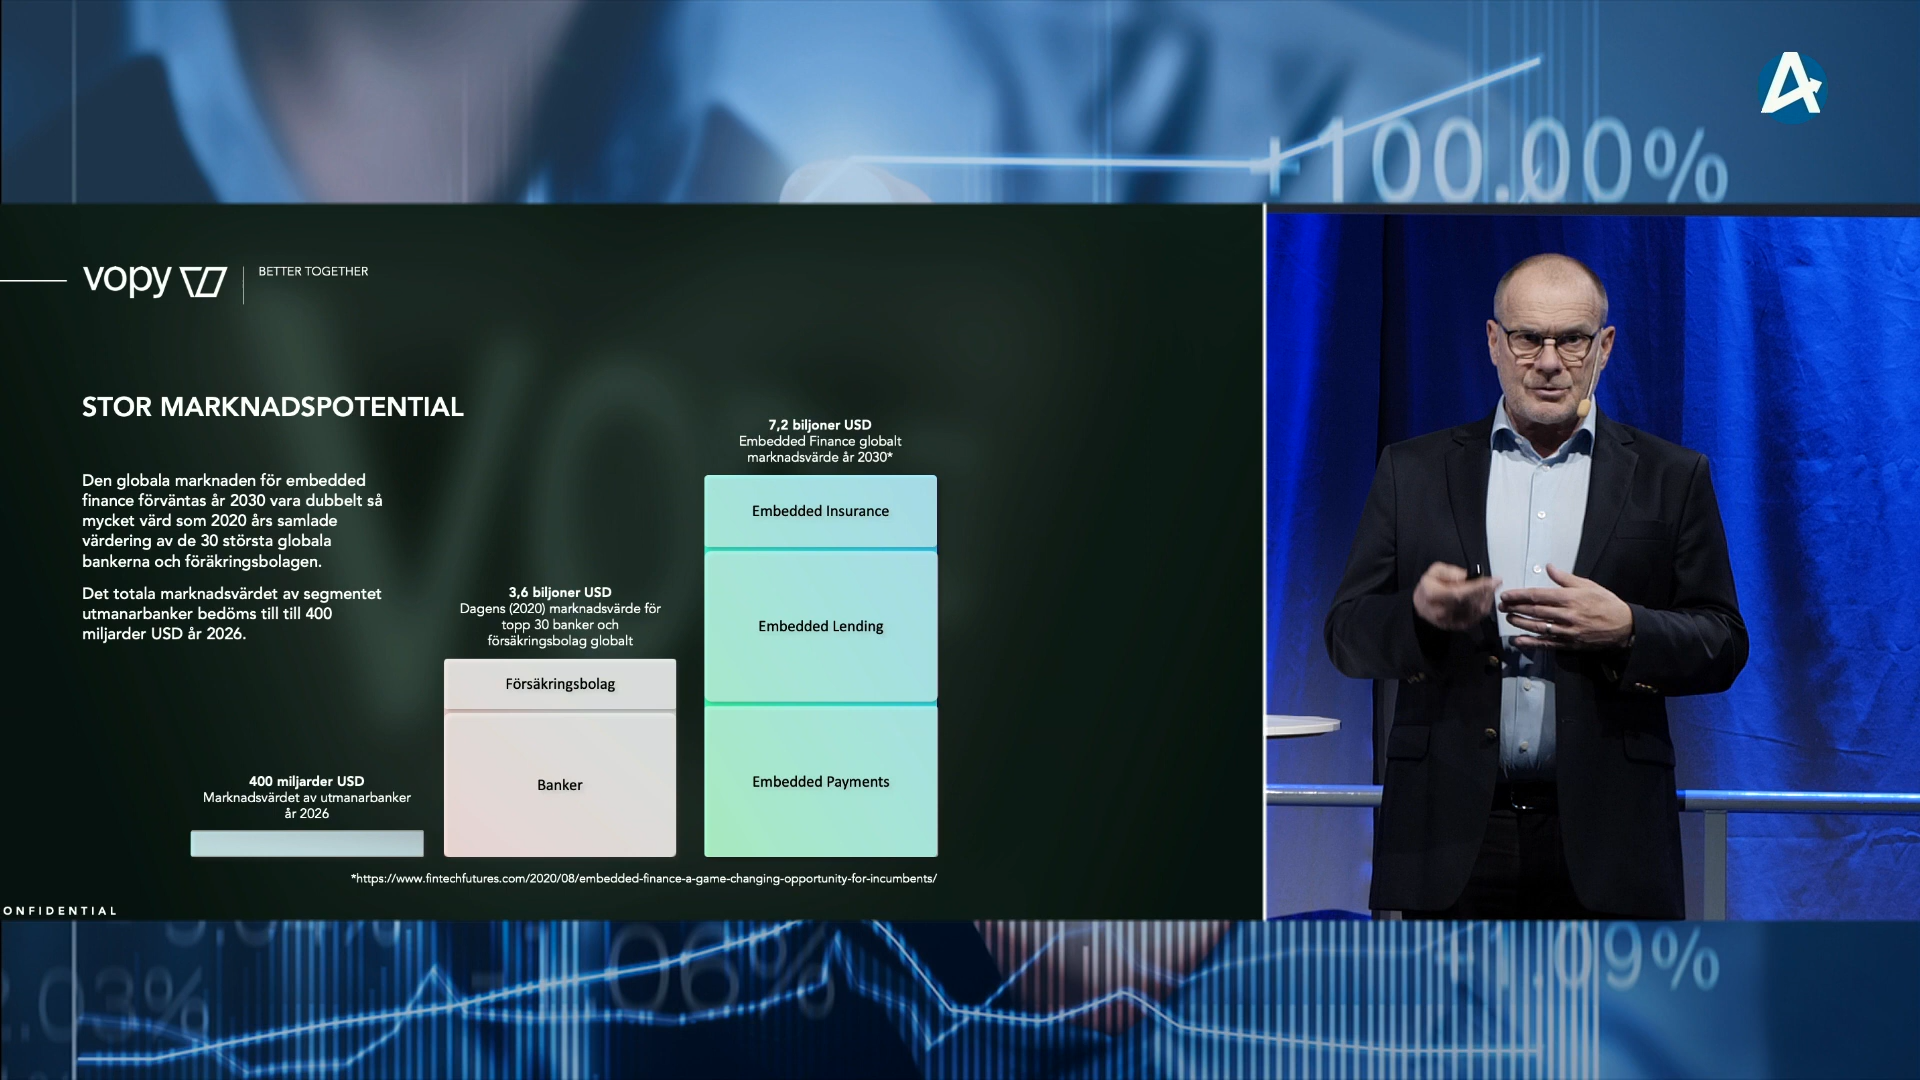 +100.00%
vopy
BETTER TOGETHER
STOR MARKNADSPOTENTIAL
Den globala marknaden för embedded
finance förväntas år 2030 vara dubbelt så
mycket värd som 2020 års samlade
värdering av de 30 största globala
bankerna och föräkringsbolagen.
Det totala marknadsvärdet av segmentet
utmanarbanker bedöms till till 400
miljarder USD år 2026.
400 miljarder USD
Marknadsvärdet av utmanarbanker
år 2026
3,6 biljoner USD
Dagens (2020) marknadsvärde för
topp 30 banker och
försäkringsbolag globalt
Försäkringsbolag
Banker
7,2 biljoner USD
Embedded Finance globalt
marknadsvärde år 2030*
Embedded Insurance
Embedded Lending
Embedded Payments
*https://www.fintechfutures.com/2020/08/embedded-finance-a-game-changing-opportunity-for-incumbents/
ONFIDENTIAL
2.03%
.06%
+1.09%